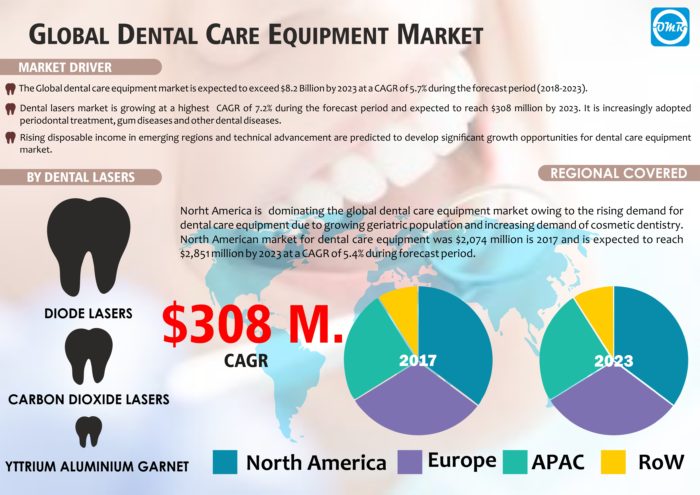 GLOBAL DENTAL CARE EQUIPMENT MARKET
OMR
MARKET DRIVER
The Global dental care equipment market is expected to exceed $8.2 Billion by 2023 at a CAGR of 5.7% during the forecast period (2018-2023).
Dental lasers market is growing at a highest CAGR of 7.2% during the forecast period and expected to reach $308 million by 2023. It is increasingly adopted
periodontal treatment, gum diseases and other dental diseases.
Rising disposable income in emerging regions and technical advancement are predicted to develop significant growth opportunities for dental care equipment
market.
BY DENTAL LASERS
REGIONAL COVERED
Norht America is dominating the global dental care equipment market owing to the rising demand for
dental care equipment due to growing geriatric population and increasing demand of cosmetic dentistry.
North American market for dental care equipment was $2,074 million is 2017 and is expected to reach
$2,851 million by 2023 at a CAGR of 5.4% during forecast period.
DIODE LASERS
$308 M.
CAGR
2017
2023
CARBON DIOXIDE LASERS
YTTRIUM ALUMINIUM GARNET
North America
Europe
APAC
RoW